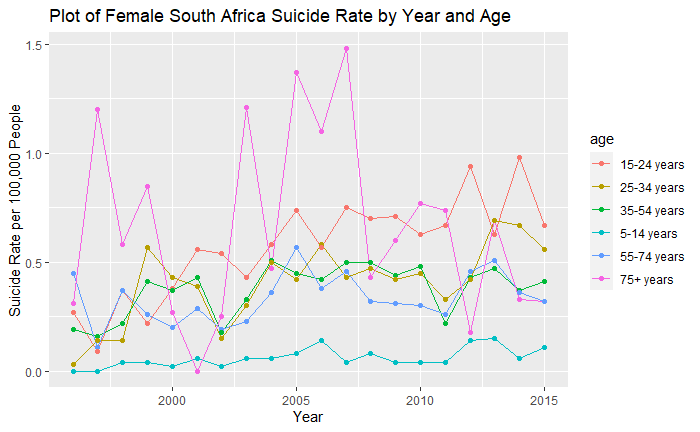 Plot of Female South Africa Suicide Rate by Year and Age
Suicide Rate per 100,000 People
1.5
1.0
0.5
0.0
2000
2005
2010
2015
Year
age
15-24 years
25-34 years
35-54 years
5-14 years
55-74 years
75+ years